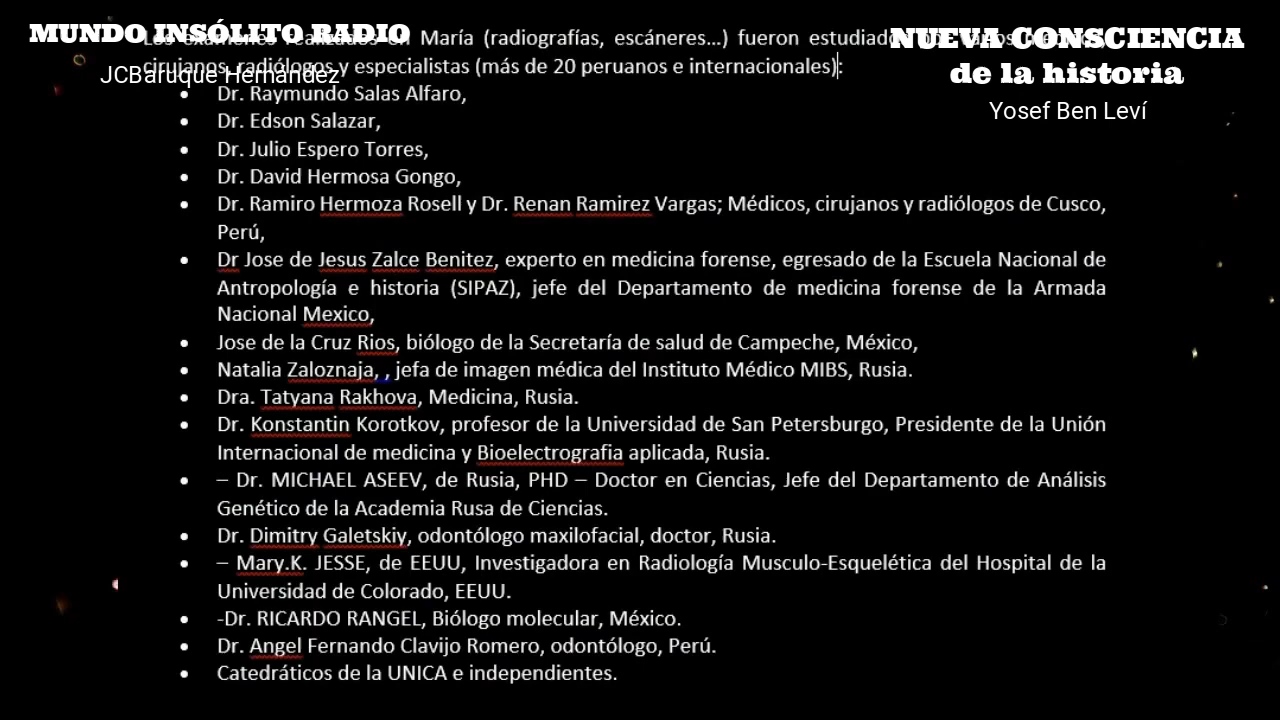 MUNDO INSÓLITO RADIO
JCBaruque Hernández
NUEVA CONSCIENCIA
de la historia
Yosef Ben Leví
Los exámenes realizados en María (radiografías, escáneres...) fueron
cirujanos, radiólogos y especialistas (más de 20 peruanos e internacionales):
• Dr. Raymundo Salas Alfaro,
• Dr. Edson Salazar,
• Dr. Julio Espero Torres,
• Dr. David Hermosa Gongo,
• Dr. Ramiro Hermoza Rosell y Dr. Renan Ramirez Vargas; Médicos, cirujanos y radiólogos de Cusco,
Perú,
• Dr Jose de Jesus Zalce Benitez, experto en medicina forense, egresado de la Escuela Nacional de
Antropología e historia (SIPAZ), jefe del Departamento de medicina forense de la Armada
Nacional Mexico,
• Jose de la Cruz Rios, biólogo de la Secretaría de salud de Campeche, México,
• Natalia Zaloznaja, , jefa de imagen médica del Instituto Médico MIBS, Rusia.
• Dra. Tatyana Rakhova, Medicina, Rusia.
• Dr. Konstantin Korotkov, profesor de la Universidad de San Petersburgo, Presidente de la Unión
Internacional de medicina y Bioelectrografia aplicada, Rusia.
• – Dr. MICHAEL ASEEV, de Rusia, PHD – Doctor en Ciencias, Jefe del Departamento de Análisis
Genético de la Academia Rusa de Ciencias.
• Dr. Dimitry Galetskiy, odontólogo maxilofacial, doctor, Rusia.
• – Mary.K. JESSE, de EEUU, Investigadora en Radiología Musculo-Esquelética del Hospital de la
Universidad de Colorado, EEUU.
• -Dr. RICARDO RANGEL, Biólogo molecular, México.
• Dr. Angel Fernando Clavijo Romero, odontólogo, Perú.
• Catedráticos de la UNICA e independientes.